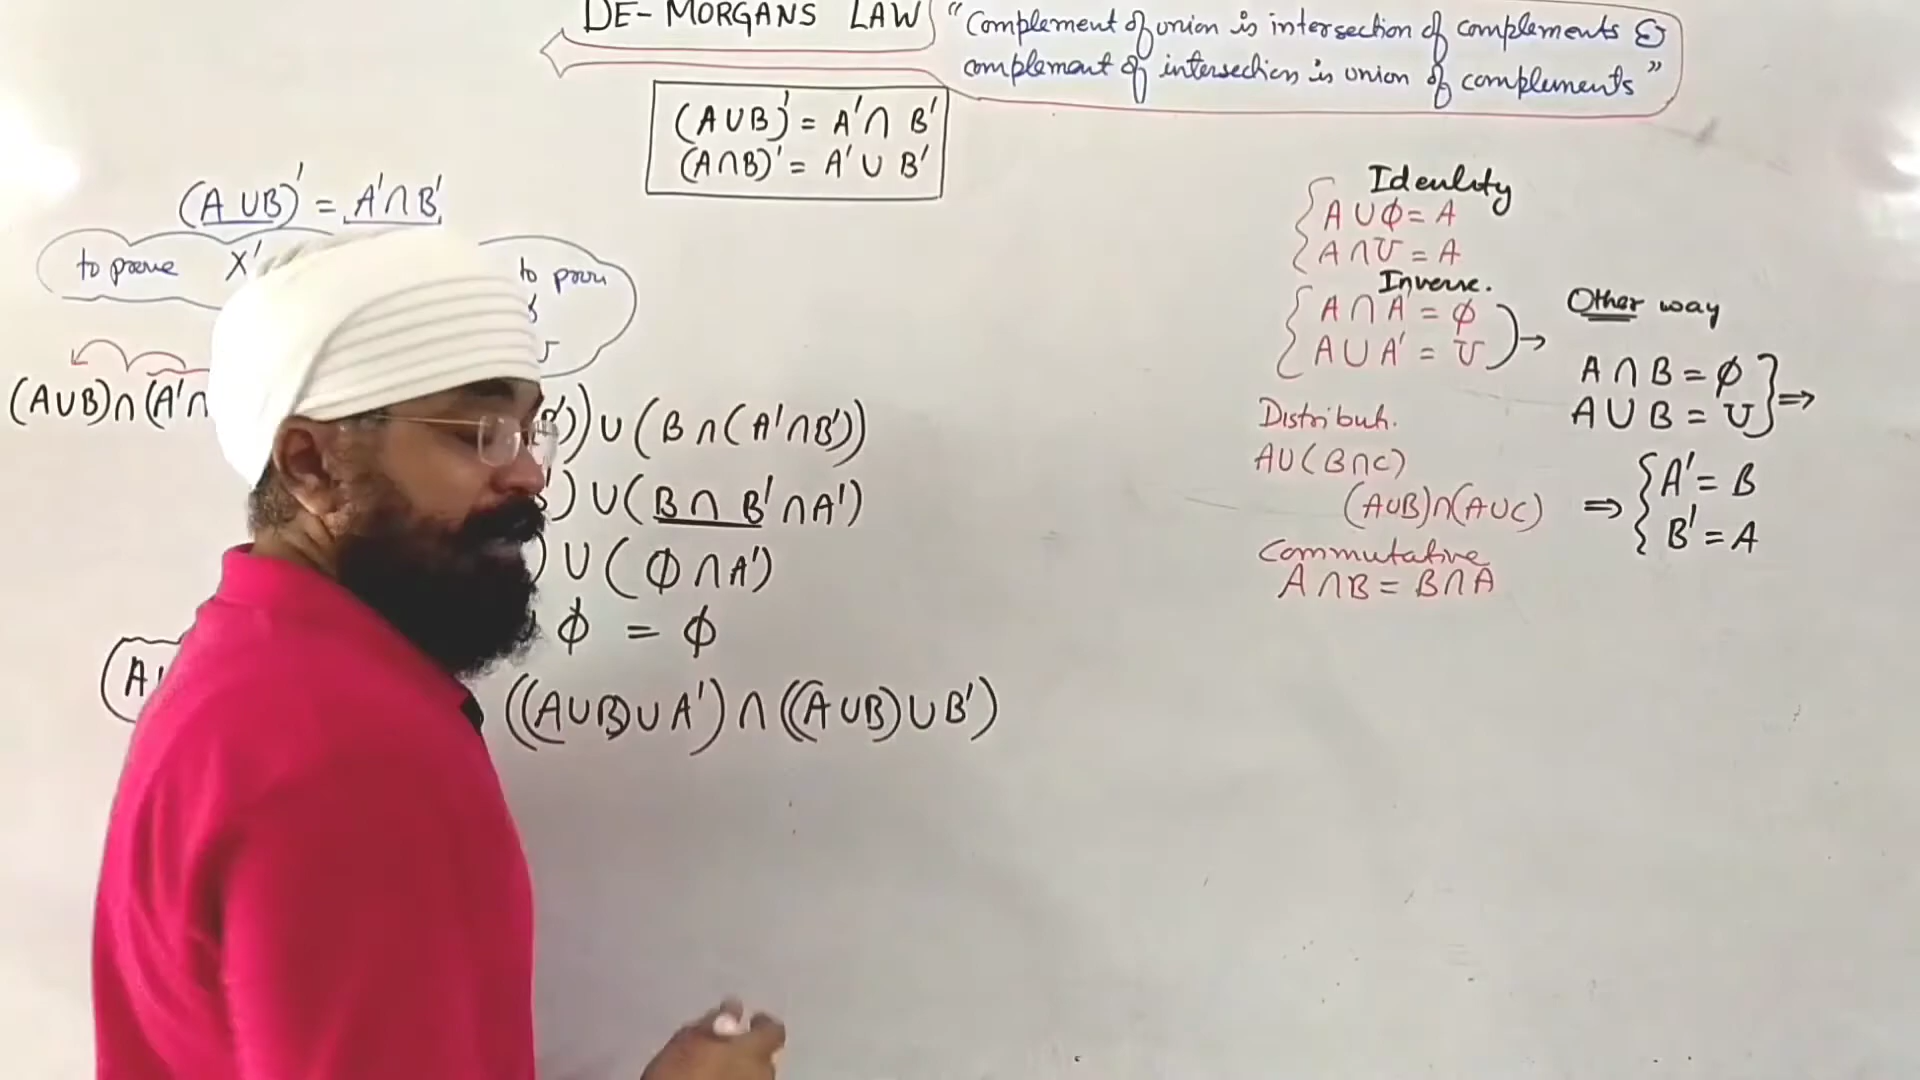 DE-MORGANS LAW
"Complement of union is intersection of complements &
complement of intersection is union of complements"
(A∪B)' = A'∩ B'
(A∩B)' = A' ∪ B'
(A∪B)' = A'∩B'
to prove X'
to prove
(A∪B)∩(A'∩
)∪(B∩(A'∩B'))
)∪(B∩ B'∩A')
)∪(ϕ∩A')
ϕ = ϕ
(A
((A∪B)∪A')∩((A∪B)∪B')
Identity
A∪ϕ= A
A∩U = A
Inverse.
A∩A' = ϕ
A∪A' = U
→
Distributi.
A∪(B∩C)
(A∪B)∩(A∪C)
Commutative
A∩B = B∩A
Other way
A∩B = ϕ
A∪B = U
⇒
⇒ A' = B
B' = A